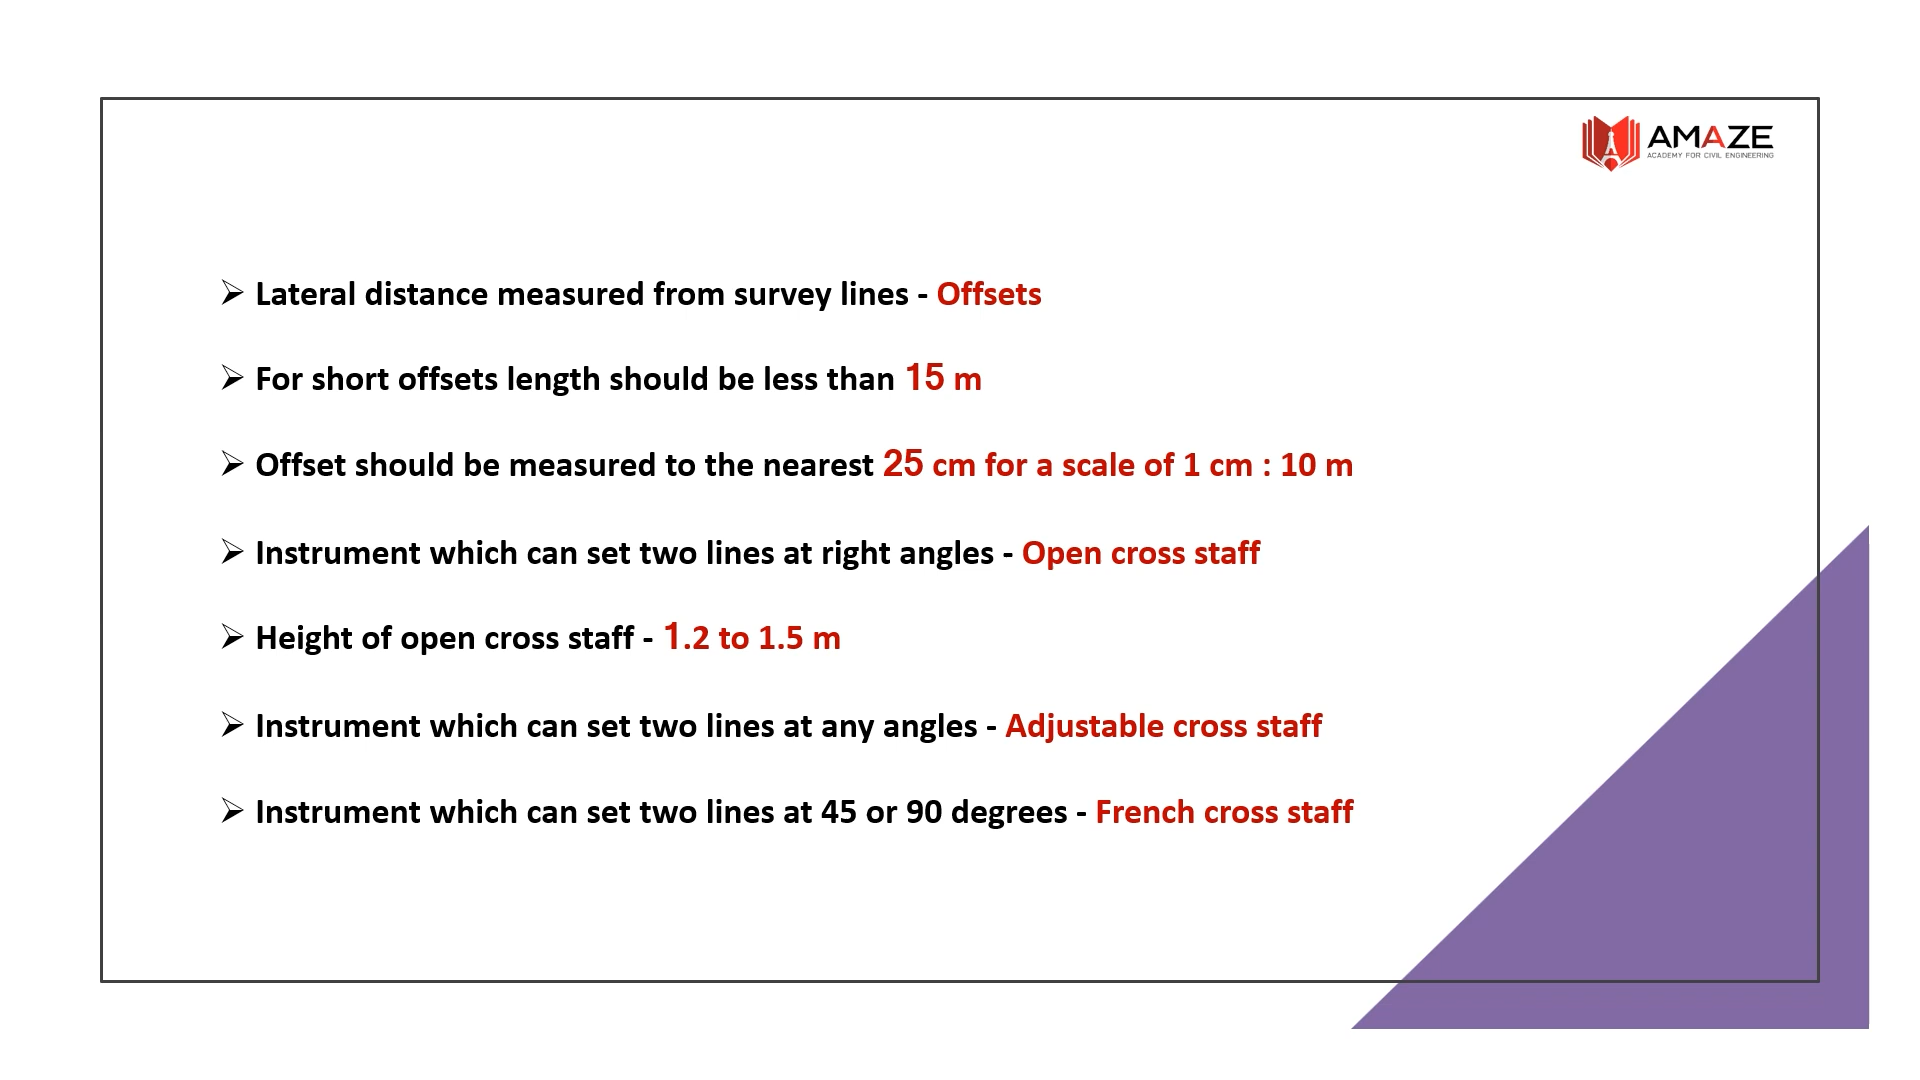 AMAZE
ACADEMY FOR CIVIL ENGINEERING
➢ Lateral distance measured from survey lines - Offsets
➢ For short offsets length should be less than 15 m
➢ Offset should be measured to the nearest 25 cm for a scale of 1 cm : 10 m
➢ Instrument which can set two lines at right angles - Open cross staff
➢ Height of open cross staff - 1.2 to 1.5 m
➢ Instrument which can set two lines at any angles - Adjustable cross staff
➢ Instrument which can set two lines at 45 or 90 degrees - French cross staff